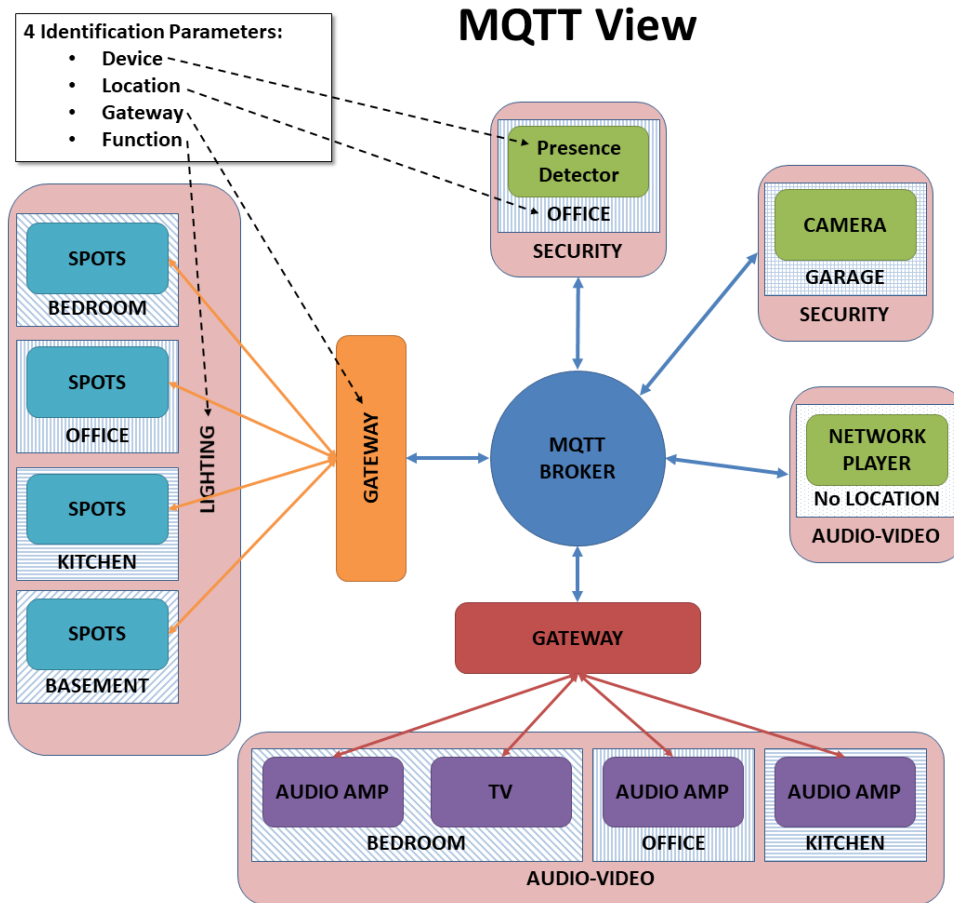 MQTT View
4 Identification Parameters:
• Device
• Location
• Gateway
• Function
Presence
Detector
OFFICE
SECURITY
CAMERA
GARAGE
SECURITY
SPOTS
BEDROOM
SPOTS
OFFICE
SPOTS
KITCHEN
SPOTS
BASEMENT
LIGHTING
GATEWAY
MQTT
BROKER
NETWORK
PLAYER
No LOCATION
AUDIO-VIDEO
GATEWAY
AUDIO AMP
TV
BEDROOM
AUDIO AMP
OFFICE
AUDIO AMP
KITCHEN
AUDIO-VIDEO